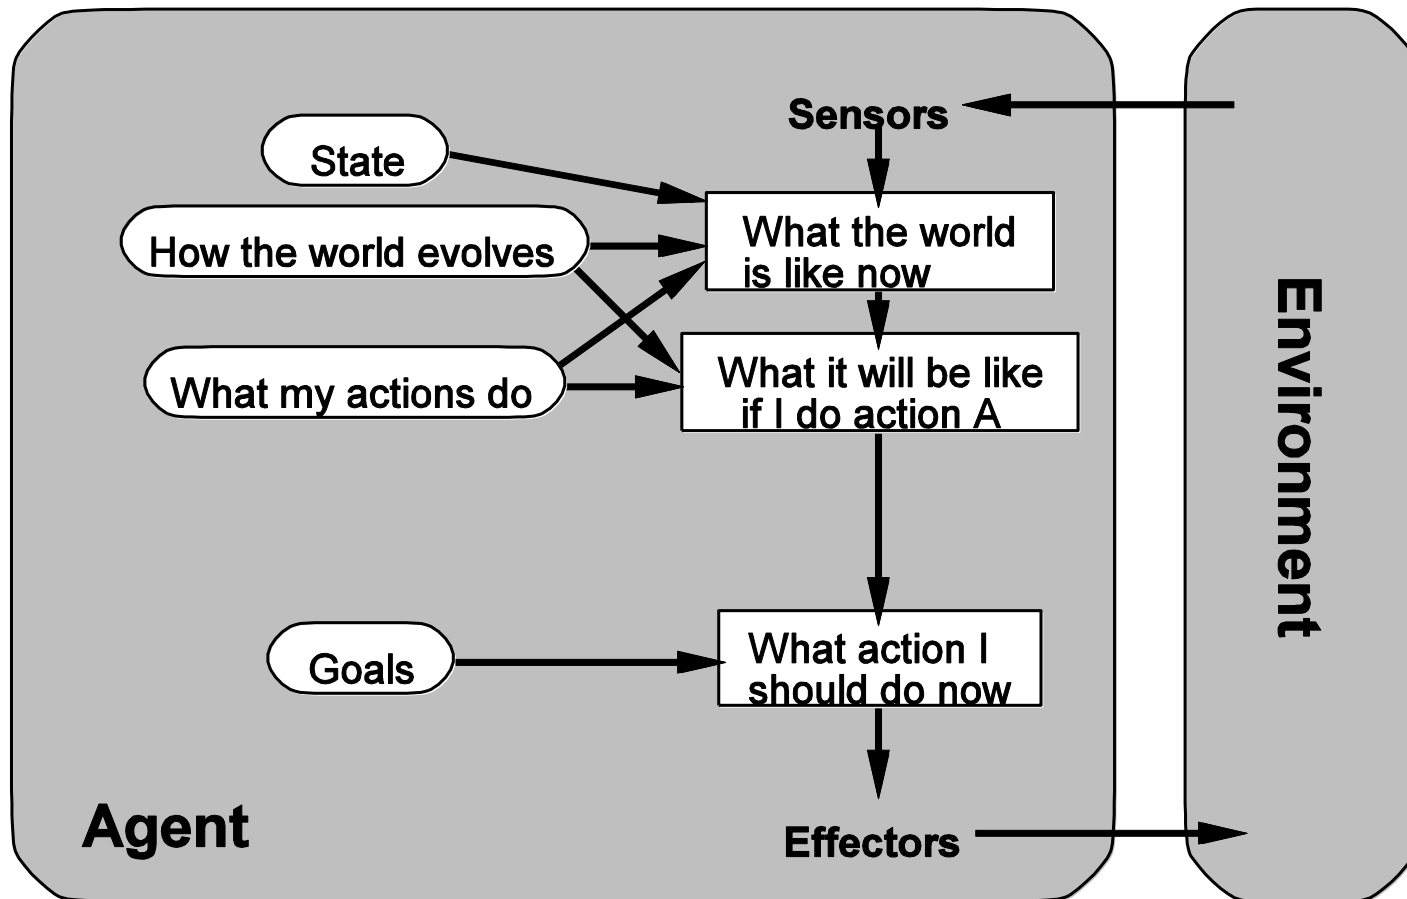 Sensors
State
What the world
is like now
How the world evolves
What my actions do
What it will be like
if I do action A
Environment
Goals
What action I
should do now
Agent
Effectors